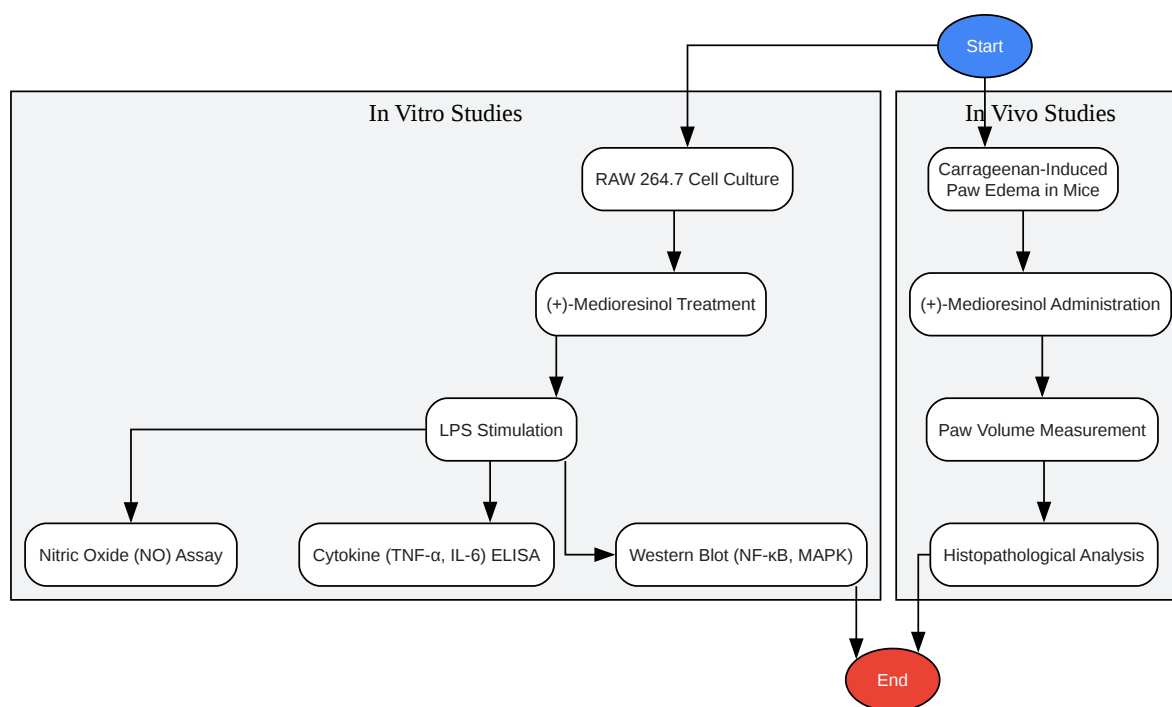 Start
In Vitro Studies
In Vivo Studies
RAW 264.7 Cell Culture
Carrageenan-Induced
Paw Edema in Mice
(+)-Medioresinol Treatment
(+)-Medioresinol Administration
LPS Stimulation
Paw Volume Measurement
Nitric Oxide (NO) Assay
Cytokine (TNF-α, IL-6) ELISA
Western Blot (NF-κB, MAPK)
Histopathological Analysis
End